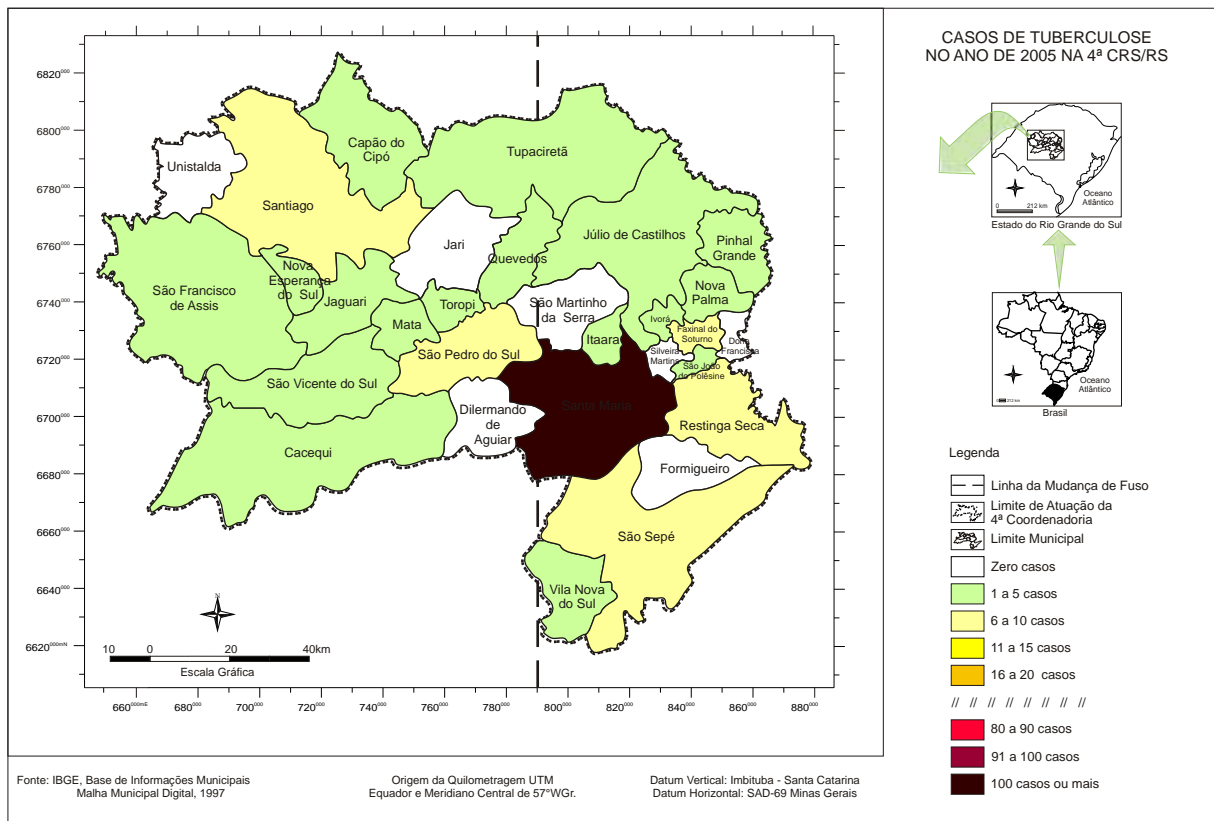 CASOS DE TUBERCULOSE
NO ANO DE 2005 NA 4ª CRS/RS
6820000
6800000
6780000
6760000
6740000
6720000
6700000
6680000
6660000
6640000
6620000mN
660000mE
680000
700000
720000
740000
760000
780000
800000
820000
840000
860000
880000
Unistalda
Santiago
Capão do
Cipó
Tupaciretã
Jari
Quevedos
Júlio de Castilhos
Pinhal
Grande
São Francisco
de Assis
Nova
Esperança
do Sul
Jaguari
Mata
Toropi
São Martinho
da Serra
Nova
Palma
Ivorá
Faxinal do
Soturno
Dona
Francisca
Itaara
Silveira
Martins
São João
do Polêsine
São Pedro do Sul
São Vicente do Sul
Santa Maria
Dilermando
de
Aguiar
Restinga Seca
Cacequi
Formigueiro
São Sepé
Vila Nova
do Sul
N
10 0 20 40km
Escala Gráfica
Oceano
Atlântico
0 212 km
Estado do Rio Grande do Sul
Oceano
Atlântico
0 212 km
Brasil
Legenda
Linha da Mudança de Fuso
Limite de Atuação da
4ª Coordenadoria
Limite Municipal
Zero casos
1 a 5 casos
6 a 10 casos
11 a 15 casos
16 a 20 casos
// // // // // // // //
80 a 90 casos
91 a 100 casos
100 casos ou mais
Fonte: IBGE, Base de Informações Municipais
Malha Municipal Digital, 1997
Origem da Quilometragem UTM
Equador e Meridiano Central de 57°WGr.
Datum Vertical: Imbituba - Santa Catarina
Datum Horizontal: SAD-69 Minas Gerais